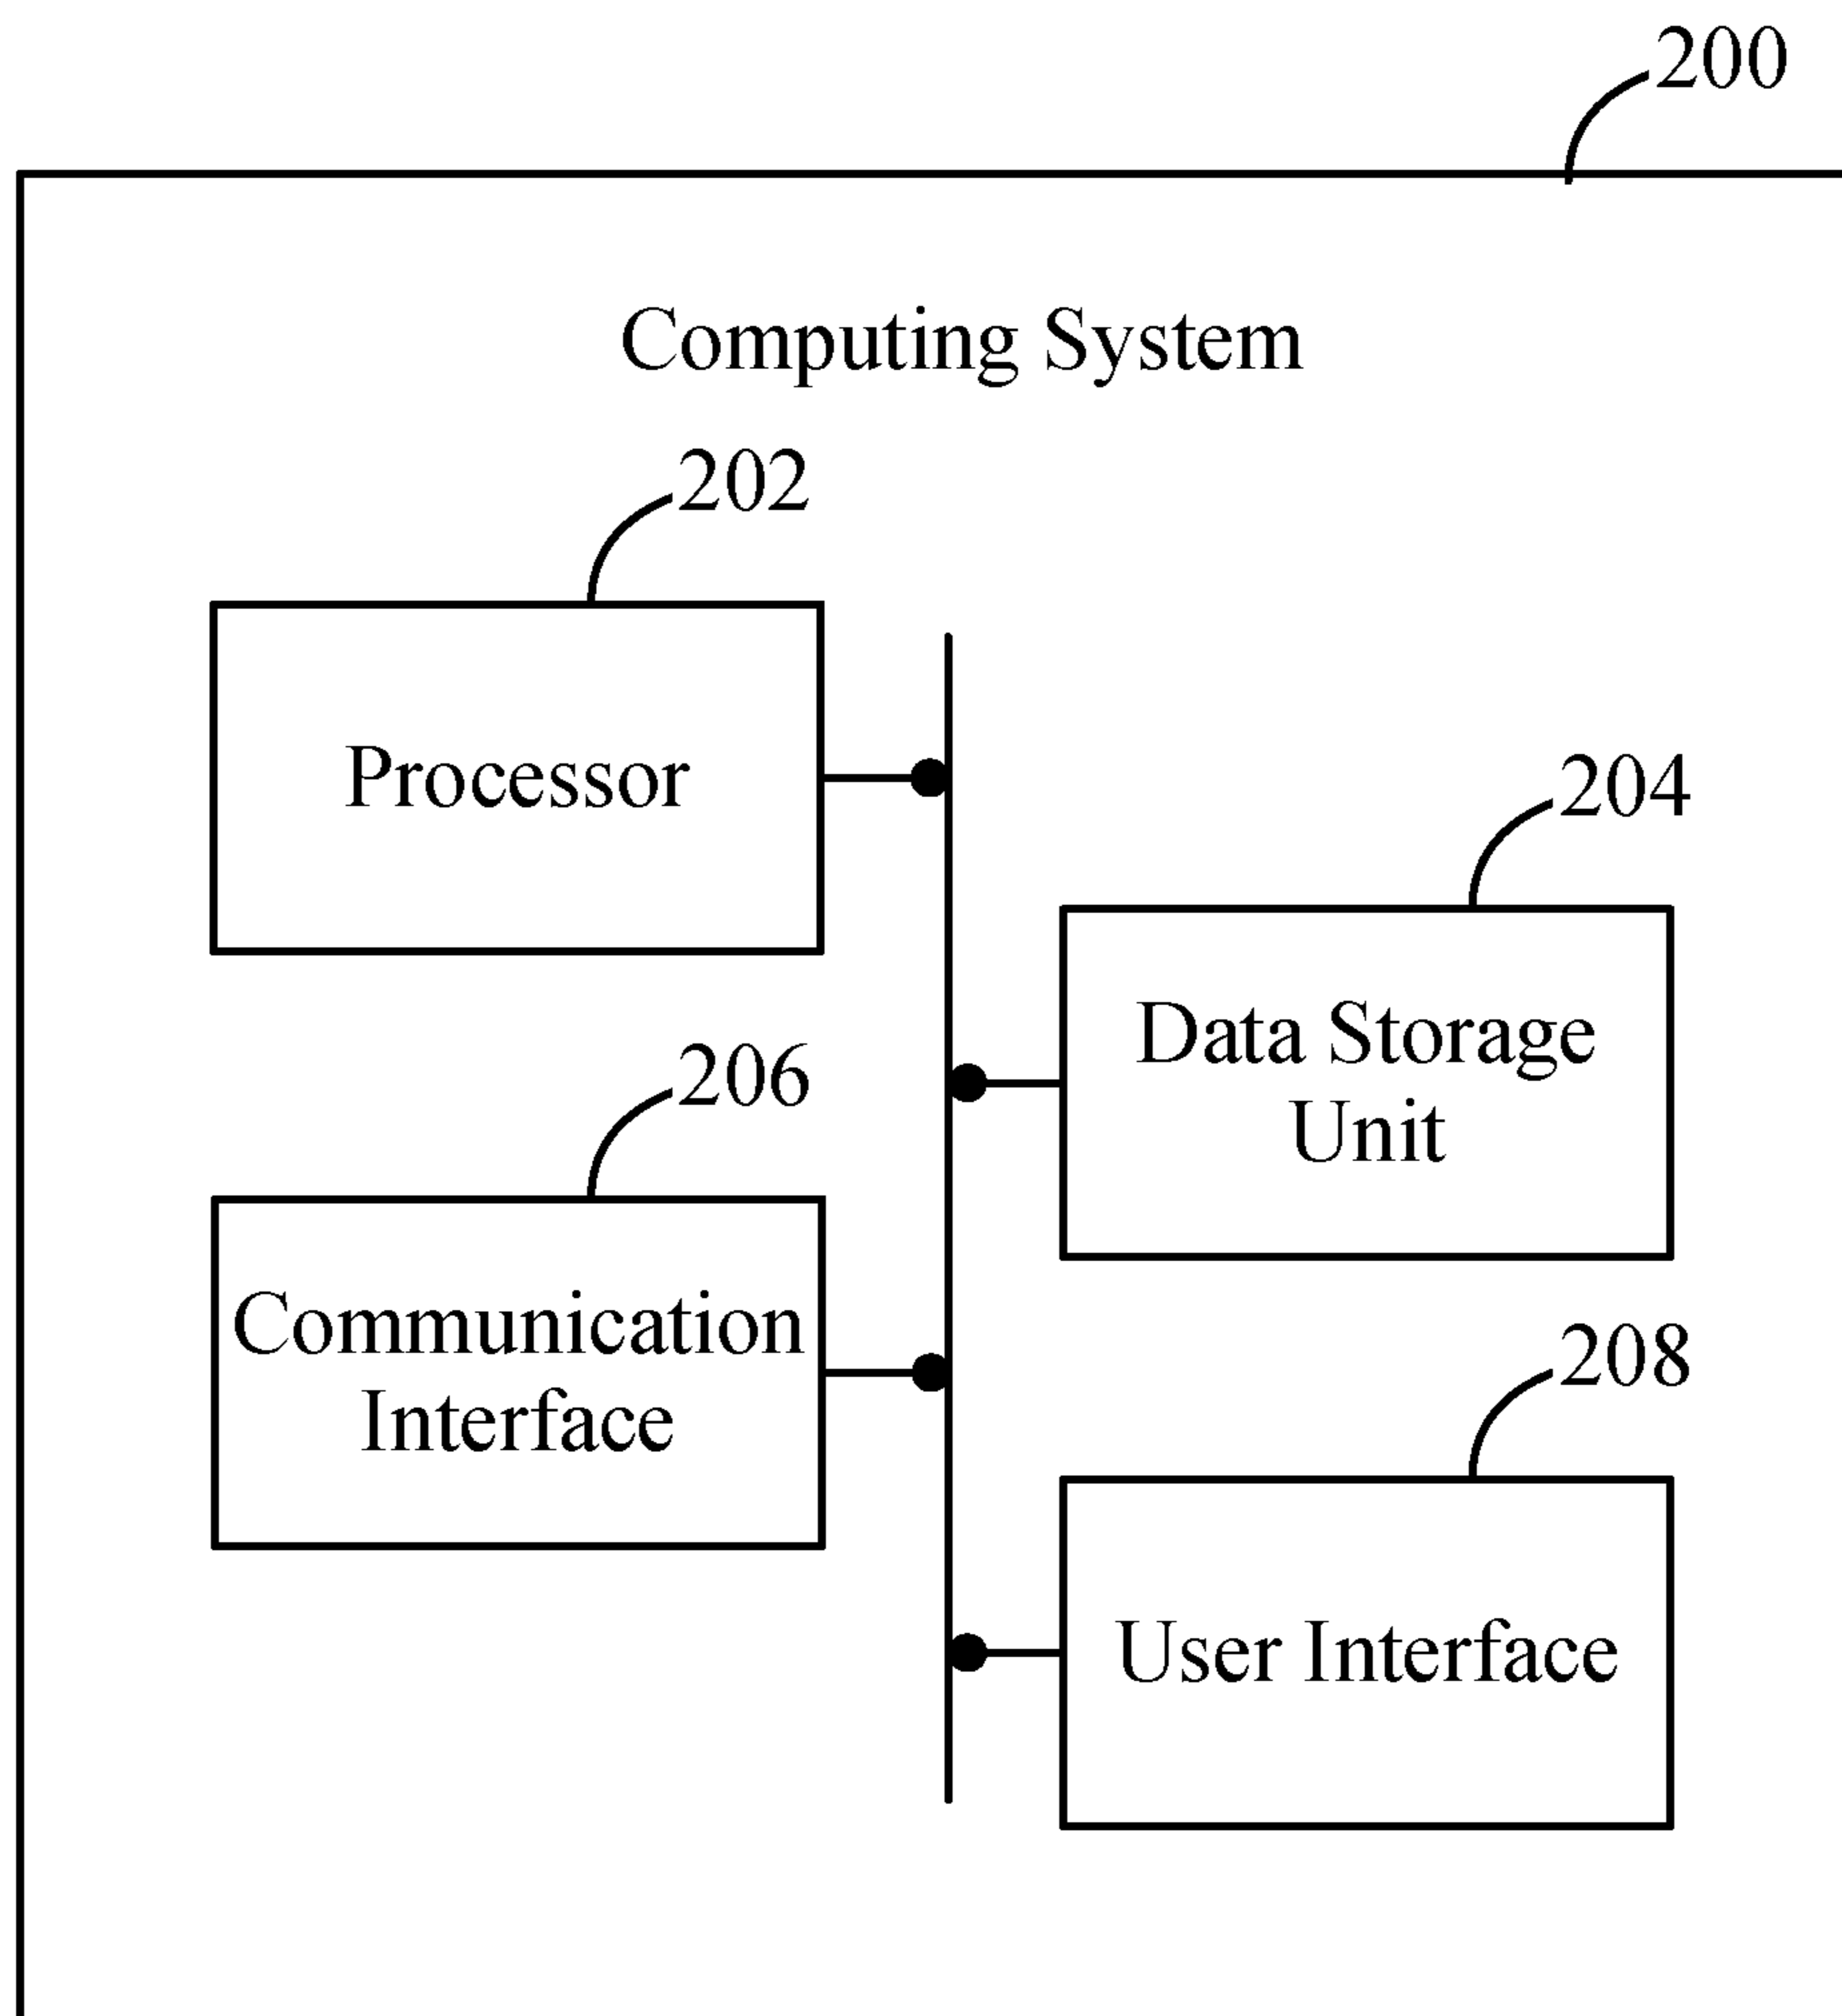 200
Computing System
202
Processor
204
Data Storage
Unit
206
Communication
Interface
208
User Interface